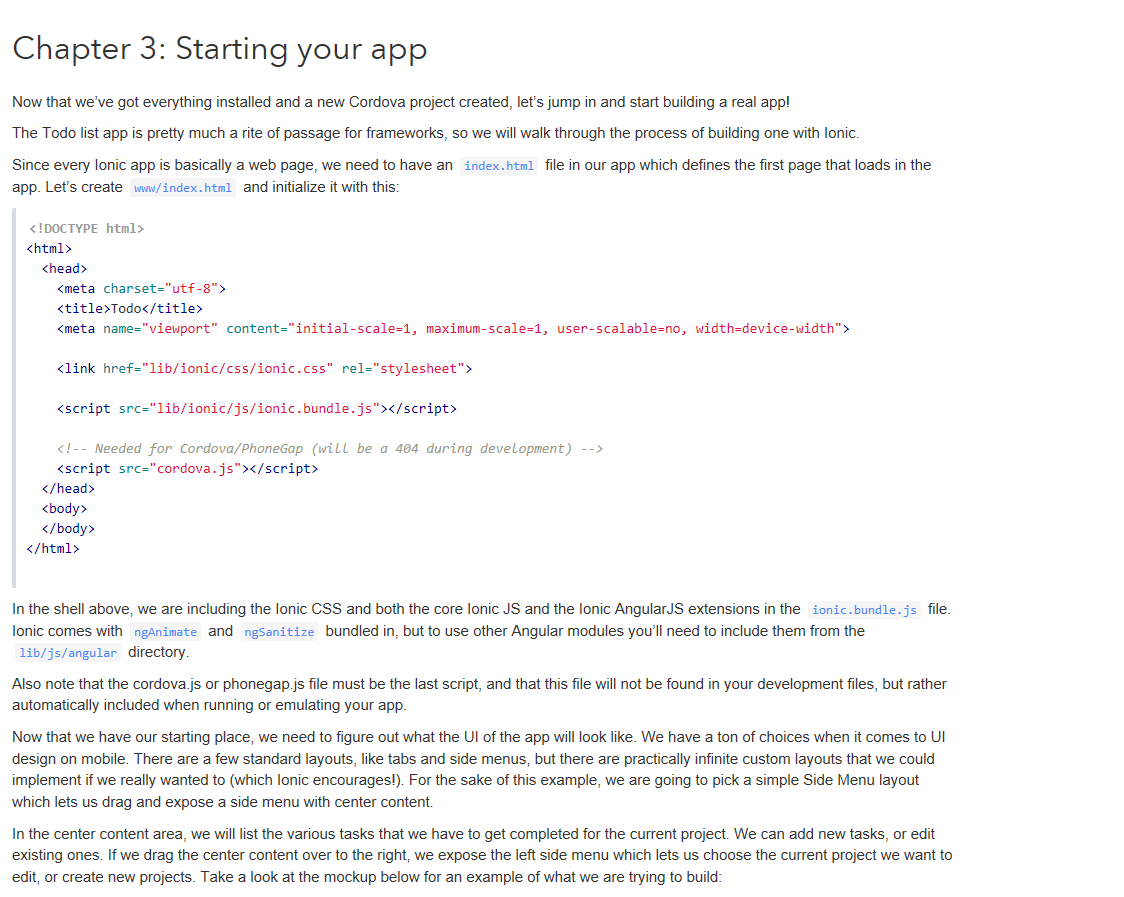 Chapter 3: Starting your app
Now that we’ve got everything installed and a new Cordova project created, let’s jump in and start building a real app!
The Todo list app is pretty much a rite of passage for frameworks, so we will walk through the process of building one with Ionic.
Since every Ionic app is basically a web page, we need to have an index.html file in our app which defines the first page that loads in the
app. Let’s create www/index.html and initialize it with this:
<!DOCTYPE html>
<html>
  <head>
    <meta charset="utf-8">
    <title>Todo</title>
    <meta name="viewport" content="initial-scale=1, maximum-scale=1, user-scalable=no, width=device-width">
    <link href="lib/ionic/css/ionic.css" rel="stylesheet">
    <script src="lib/ionic/js/ionic.bundle.js"></script>
    <!-- Needed for Cordova/PhoneGap (will be a 404 during development) -->
    <script src="cordova.js"></script>
  </head>
  <body>
  </body>
</html>
In the shell above, we are including the Ionic CSS and both the core Ionic JS and the Ionic AngularJS extensions in the ionic.bundle.js file.
Ionic comes with ngAnimate and ngSanitize bundled in, but to use other Angular modules you’ll need to include them from the
lib/js/angular directory.
Also note that the cordova.js or phonegap.js file must be the last script, and that this file will not be found in your development files, but rather
automatically included when running or emulating your app.
Now that we have our starting place, we need to figure out what the UI of the app will look like. We have a ton of choices when it comes to UI
design on mobile. There are a few standard layouts, like tabs and side menus, but there are practically infinite custom layouts that we could
implement if we really wanted to (which Ionic encourages!). For the sake of this example, we are going to pick a simple Side Menu layout
which lets us drag and expose a side menu with center content.
In the center content area, we will list the various tasks that we have to get completed for the current project. We can add new tasks, or edit
existing ones. If we drag the center content over to the right, we expose the left side menu which lets us choose the current project we want to
edit, or create new projects. Take a look at the mockup below for an example of what we are trying to build: